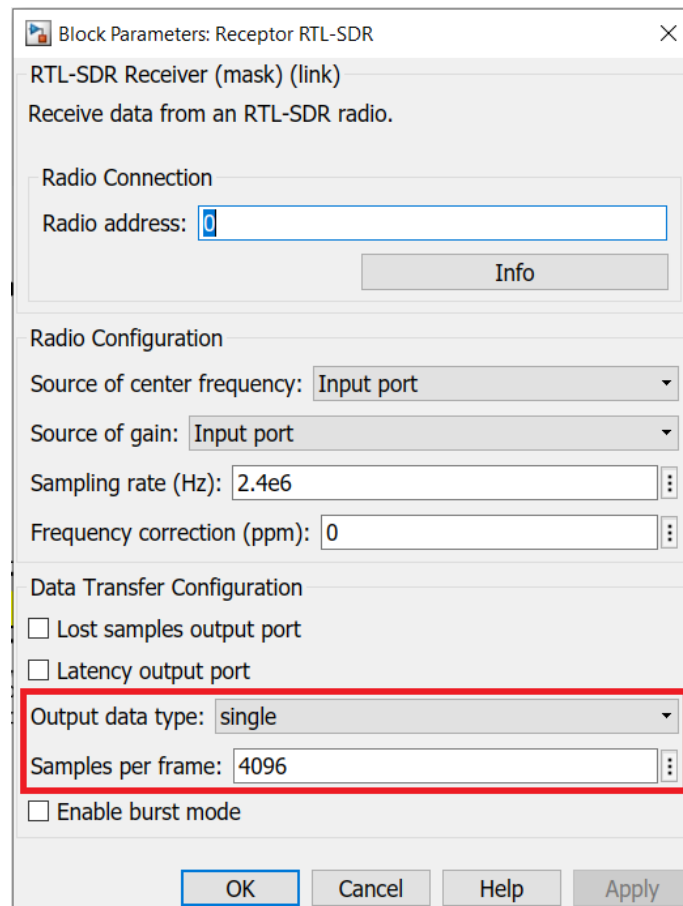 Block Parameters: Receptor RTL-SDR
RTL-SDR Receiver (mask) (link)
Receive data from an RTL-SDR radio.
Radio Connection
Radio address: 0
Info
Radio Configuration
Source of center frequency: Input port
Source of gain: Input port
Sampling rate (Hz): 2.4e6
Frequency correction (ppm): 0
Data Transfer Configuration
Lost samples output port
Latency output port
Output data type: single
Samples per frame: 4096
Enable burst mode
OK Cancel Help Apply